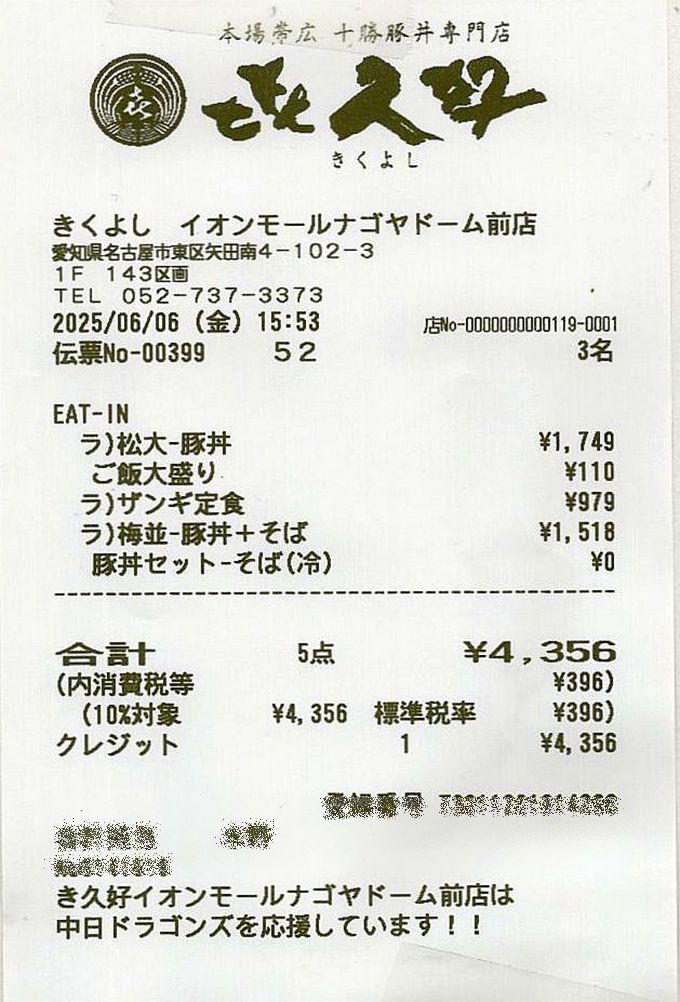 本場帯広 十勝豚丼専門店
㐂
㐂久好
きくよし
きくよし イオンモールナゴヤドーム前店
愛知県名古屋市東区矢田南4-102-3
1F 143区画
TEL 052-737-3373
2025/06/06 (金) 15:53 店No-0000000000119-0001
伝票No-00399 52 3名
EAT-IN
ラ)松大-豚丼 ¥1,749
ご飯大盛り ¥110
ラ)ザンギ定食 ¥979
ラ)梅並-豚丼+そば ¥1,518
豚丼セット-そば(冷) ¥0
合計 5点 ¥4,356
(内消費税等 ¥396)
(10%対象 ¥4,356 標準税率 ¥396)
クレジット 1 ¥4,356
登録番号
き久好イオンモールナゴヤドーム前店は
中日ドラゴンズを応援しています!!